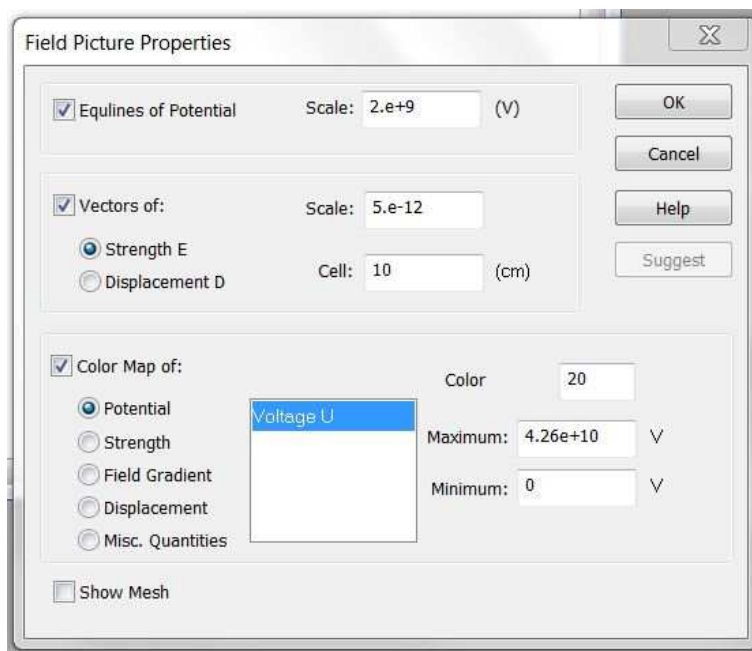 Field Picture Properties
Equlines of Potential Scale: 2.e+9 (V) OK
Cancel
Vectors of: Scale: 5.e-12 Help
Strength E
Displacement D Cell: 10 (cm) Suggest
Color Map of: Color 20
Potential Voltage U
Strength Maximum: 4.26e+10 V
Field Gradient
Displacement Minimum: 0 V
Misc. Quantities
Show Mesh